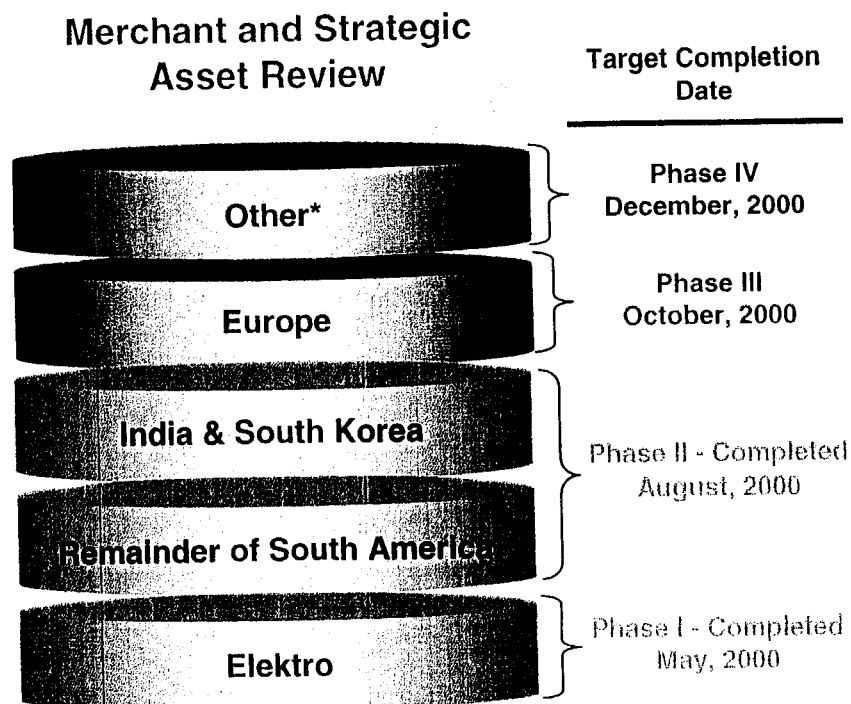 Merchant and Strategic
Asset Review
Target Completion
Date
Other*
Phase IV
December, 2000
Europe
Phase III
October, 2000
India & South Korea
Remainder of South America
Phase II - Completed
August, 2000
Elektro
Phase I - Completed
May, 2000